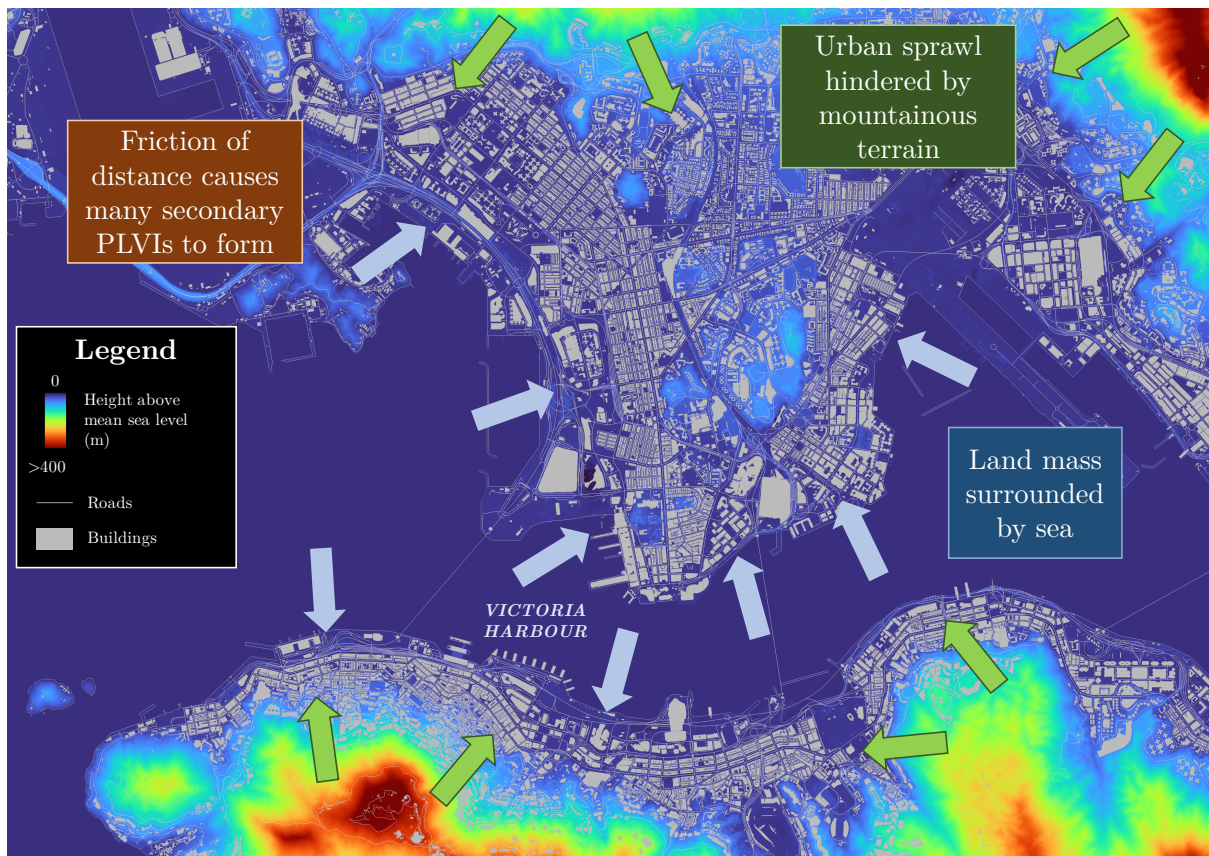 Urban sprawl
hindered by
mountainous
terrain
Friction of
distance causes
many secondary
PLVIs to form
Legend
0
Height above
mean sea level
(m)
>400
Roads
Buildings
Land mass
surrounded
by sea
VICTORIA
HARBOUR